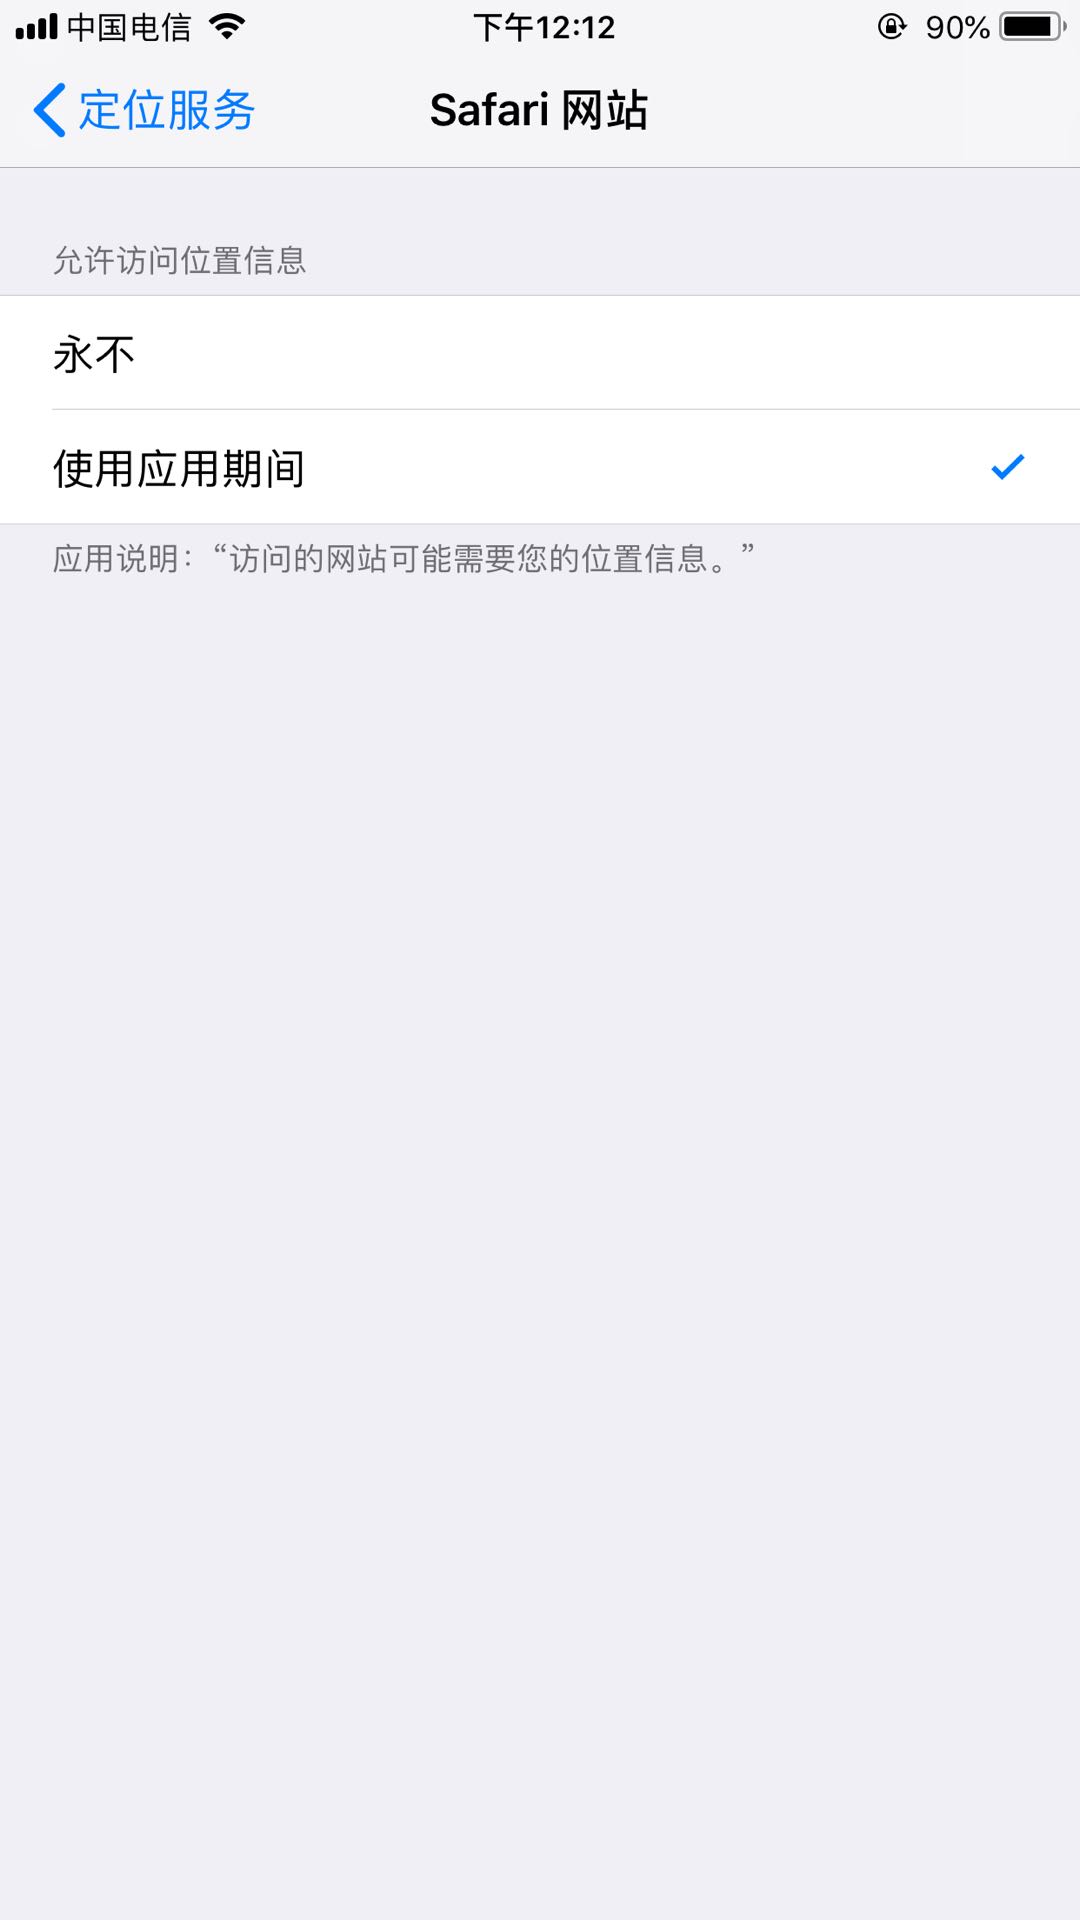 中国电信 下午12:12 90%
定位服务 Safari 网站
允许访问位置信息
永不
使用应用期间
应用说明：“访问的网站可能需要您的位置信息。”